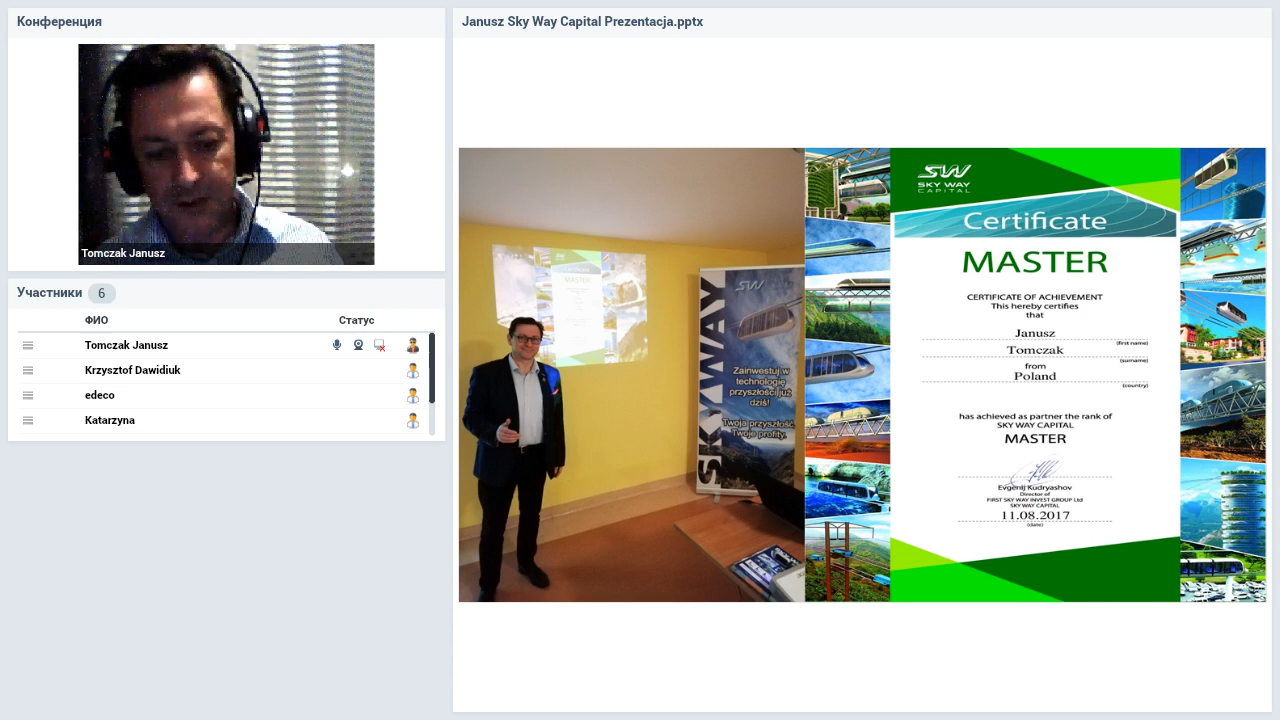 Конференция
Tomczak Janusz
Участники 6
ФИО Статус
Tomczak Janusz
Krzysztof Dawidiuk
edeco
Katarzyna
Janusz Sky Way Capital Prezentacja.pptx
SW
SKYWAY
Zainwestuj w
technologię
przyszłości już
dziś!
Twoja przyszłość,
Twoje profity.
SW
SKY WAY
CAPITAL
Certificate
MASTER
CERTIFICATE OF ACHIEVEMENT
This hereby certifies
that
Janusz
(first name)
Tomczak
(surname)
from
Poland
(country)
has achieved as partner the rank of
SKY WAY CAPITAL
MASTER
Evgenij Kudryashov
Director of
FIRST SKY WAY INVEST GROUP Ltd
SKY WAY CAPITAL
11.08.2017
(date)